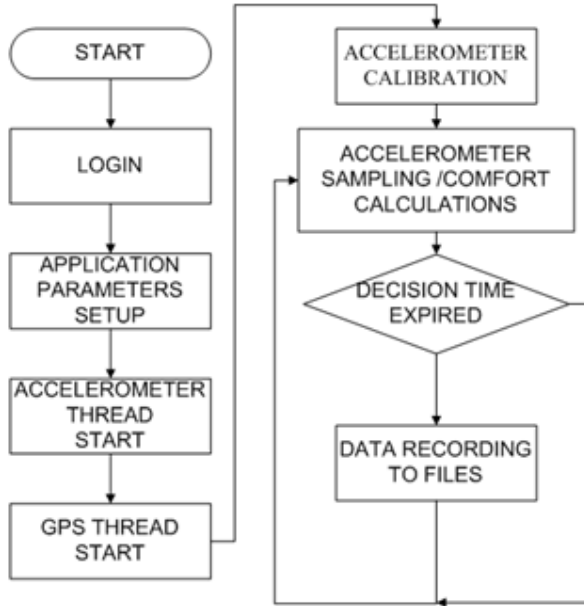 START
LOGIN
APPLICATION
PARAMETERS
SETUP
ACCELEROMETER
THREAD
START
GPS THREAD
START
ACCELEROMETER
CALIBRATION
ACCELEROMETER
SAMPLING /COMFORT
CALCULATIONS
DECISION TIME
EXPIRED
DATA RECORDING
TO FILES